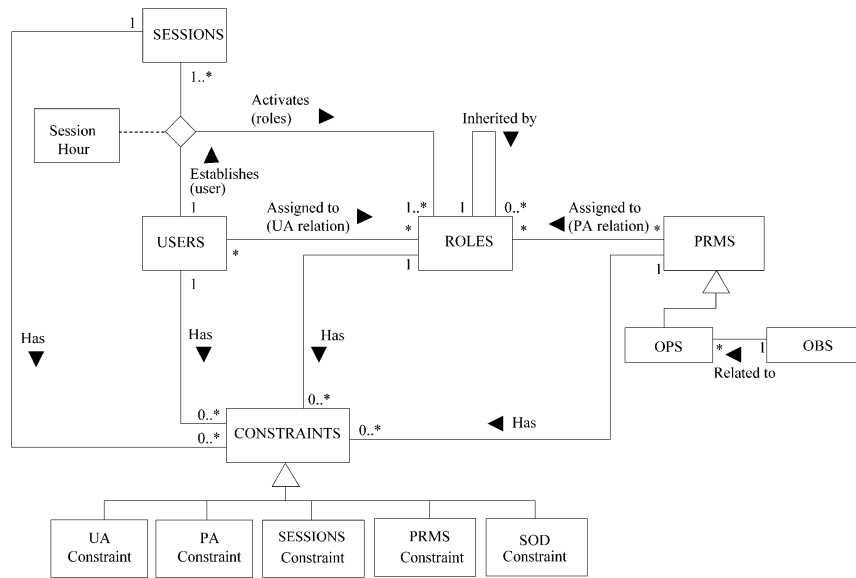 1
SESSIONS
1..*
Activates
(roles)
Inherited by
Session
Hour
Establishes
(user)
1
Assigned to
(UA relation)
1..*
1
0..*
Assigned to
(PA relation)
*
*
*
USERS
*
ROLES
PRMS
1
1
1
Has
Has
Has
OPS
*
1
OBS
Related to
0..*
0..*
0..*
CONSTRAINTS
0..*
Has
UA
Constraint
PA
Constraint
SESSIONS
Constraint
PRMS
Constraint
SOD
Constraint